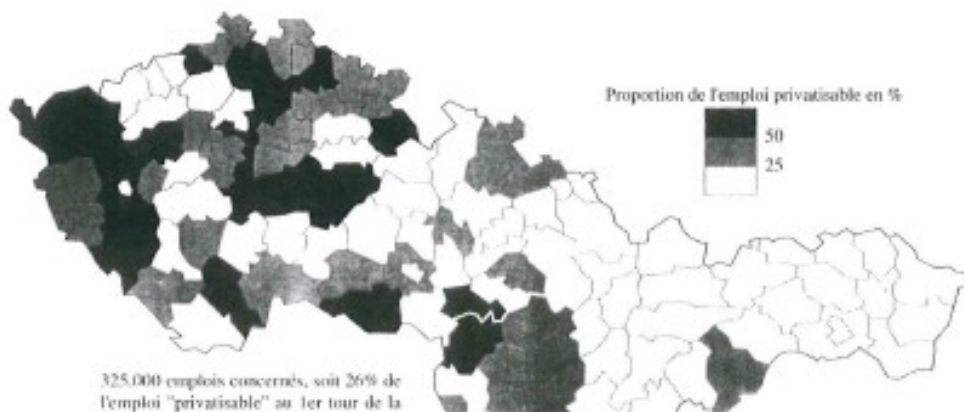 Proportion de l'emploi privatisable en %
50
25
325.000 emplois concernés, soit 26% de
l'emploi "privatisable" au 1er tour de la